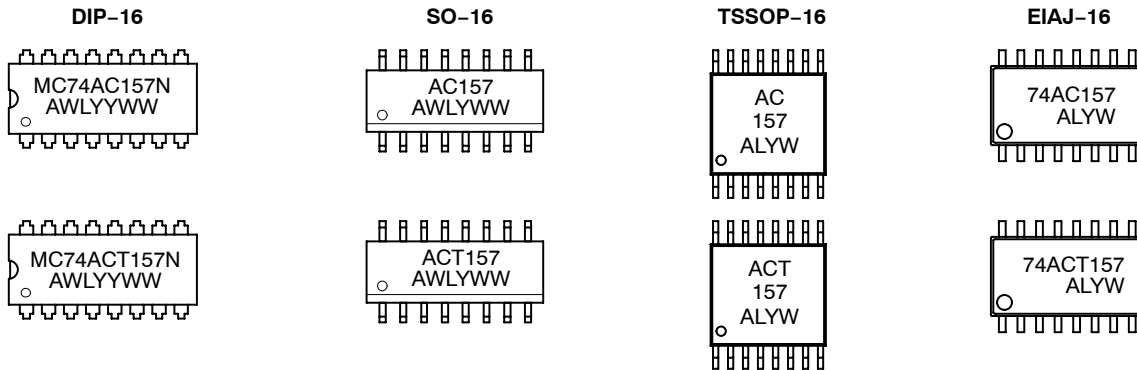 DIP–16
SO–16
TSSOP–16
EIAJ–16
MC74AC157N
AWLYYWW
AC157
AWLYWW
AC
157
ALYW
74AC157
ALYW
MC74ACT157N
AWLYYWW
ACT157
AWLYWW
ACT
157
ALYW
74ACT157
ALYW